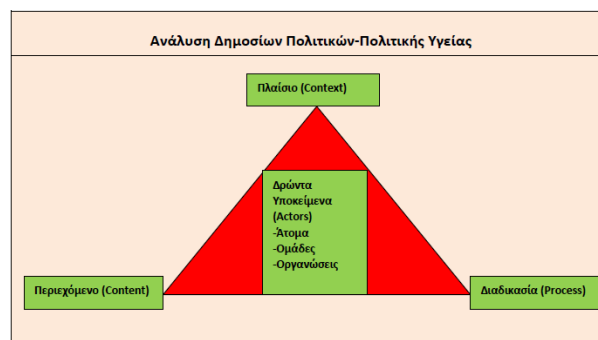 Ανάλυση Δημοσίων Πολιτικών-Πολιτικής Υγείας
Πλαίσιο (Context)
Δρώντα
Υποκείμενα
(Actors)
-Άτομα
-Ομάδες
-Οργανώσεις
Περιεχόμενο (Content)
Διαδικασία (Process)